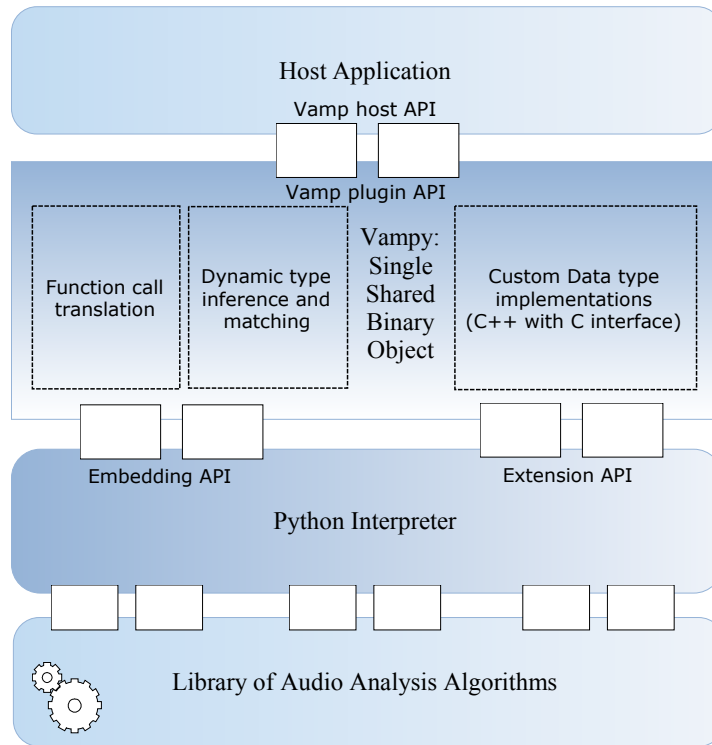 Host Application
Vamp host API
Vamp plugin API
Function call
translation
Dynamic type
inference and
matching
Vampy:
Single
Shared
Binary
Object
Custom Data type
implementations
(C++ with C interface)
Embedding API
Extension API
Python Interpreter
Library of Audio Analysis Algorithms